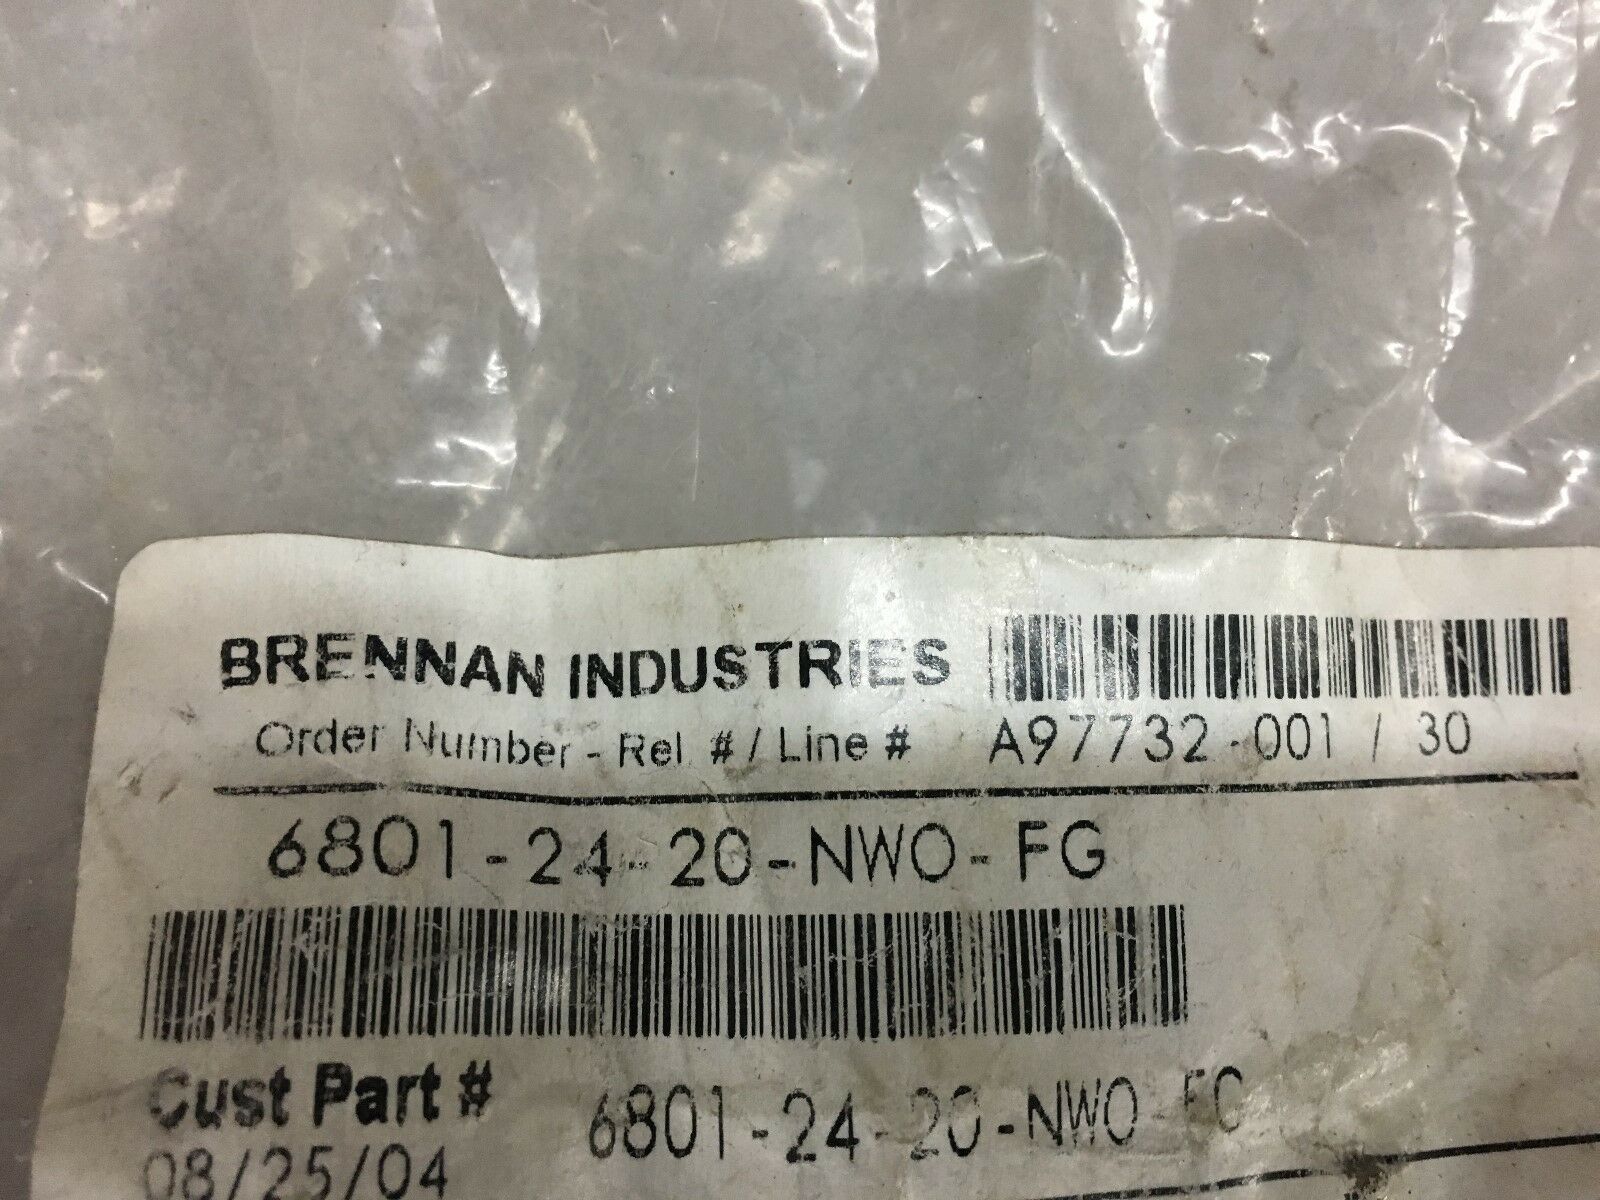 BRENNAN INDUSTRIES
Order Number - Rel. # / Line # A97732-001 / 30
6801-24-20-NWO-FG
Cust Part # 6801-24-20-NWO-FG
08/25/04